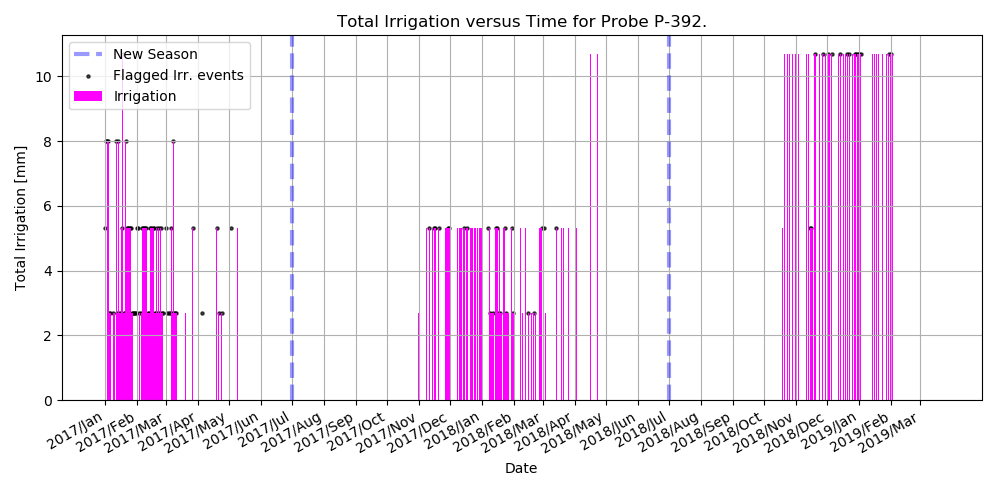 Total Irrigation versus Time for Probe P-392.
New Season
Flagged Irr. events
Irrigation
Total Irrigation [mm]
10
8
6
4
2
0
2017/Jan
2017/Feb
2017/Mar
2017/Apr
2017/May
2017/Jun
2017/Jul
2017/Aug
2017/Sep
2017/Oct
2017/Nov
2017/Dec
2018/Jan
2018/Feb
2018/Mar
2018/Apr
2018/May
2018/Jun
2018/Jul
2018/Aug
2018/Sep
2018/Oct
2018/Nov
2018/Dec
2019/Jan
2019/Feb
2019/Mar
Date